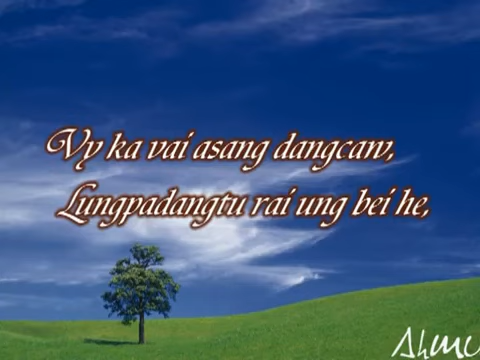 Vy ka vai asang dangcaw,
Lungpadangtu rai ung bei he,